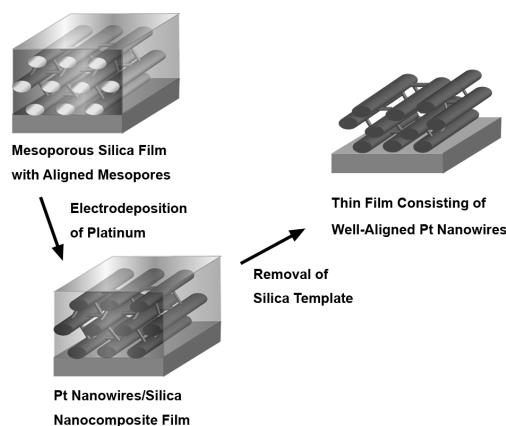 Mesoporous Silica Film
with Aligned Mesopores
Electrodeposition
of Platinum
Pt Nanowires/Silica
Nanocomposite Film
Removal of
Silica Template
Thin Film Consisting of
Well-Aligned Pt Nanowires